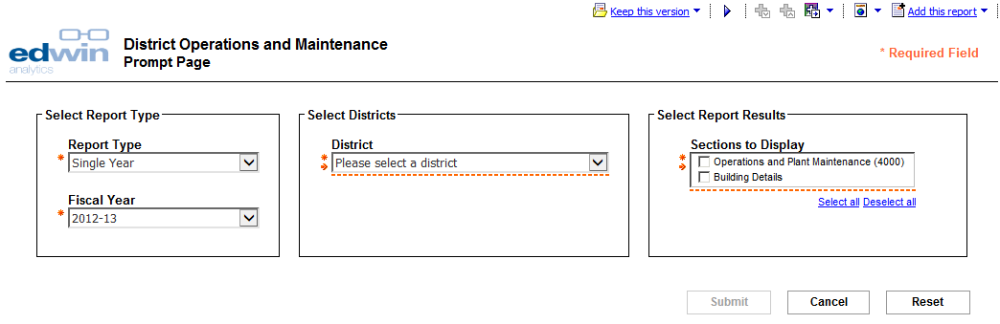 Keep this version
Add this report
edwin
analytics
District Operations and Maintenance
Prompt Page
* Required Field
Select Report Type
Report Type
* Single Year
Fiscal Year
* 2012-13
Select Districts
District
* Please select a district
Select Report Results
Sections to Display
* Operations and Plant Maintenance (4000)
Building Details
Select all Deselect all
Submit
Cancel
Reset